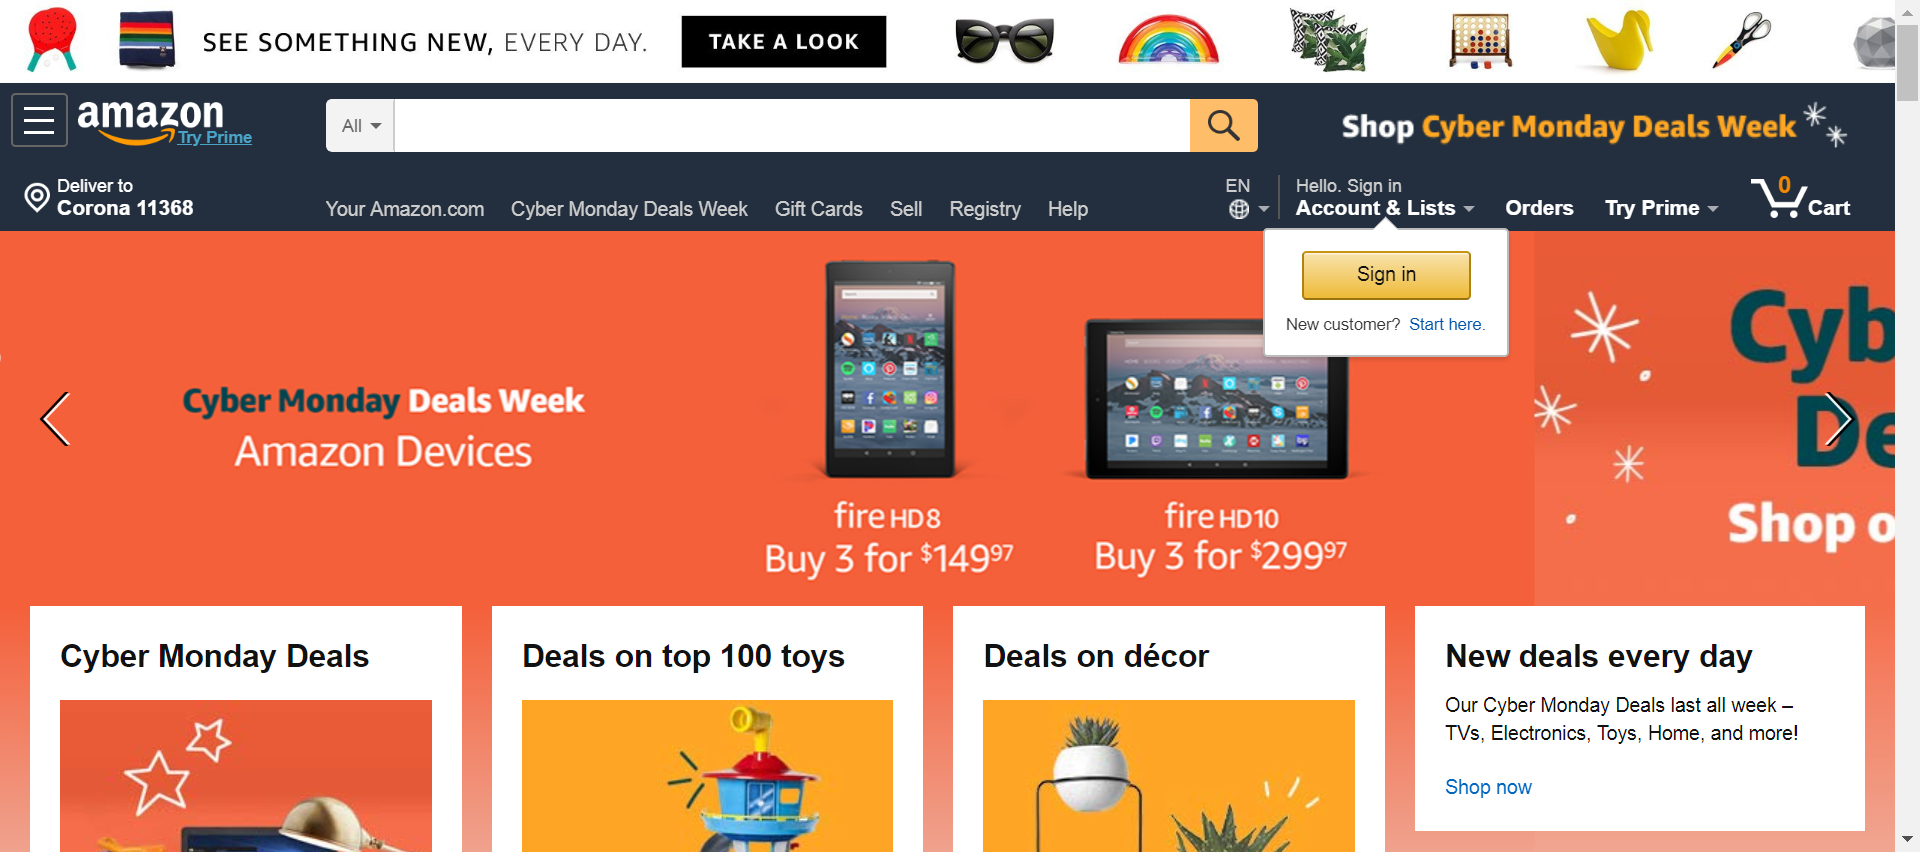 SEE SOMETHING NEW, EVERY DAY.
TAKE A LOOK
amazon
Try Prime
All
Shop Cyber Monday Deals Week
Deliver to
Corona 11368
Your Amazon.com Cyber Monday Deals Week Gift Cards Sell Registry Help
EN
Hello. Sign in
Account & Lists
Orders
Try Prime
0
Cart
Sign in
New customer? Start here.
Cyber Monday Deals Week
Amazon Devices
fire HD8
Buy 3 for $14997
fire HD10
Buy 3 for $29997
Cyb
De
Shop o
Cyber Monday Deals
Deals on top 100 toys
Deals on décor
New deals every day
Our Cyber Monday Deals last all week –
TVs, Electronics, Toys, Home, and more!
Shop now